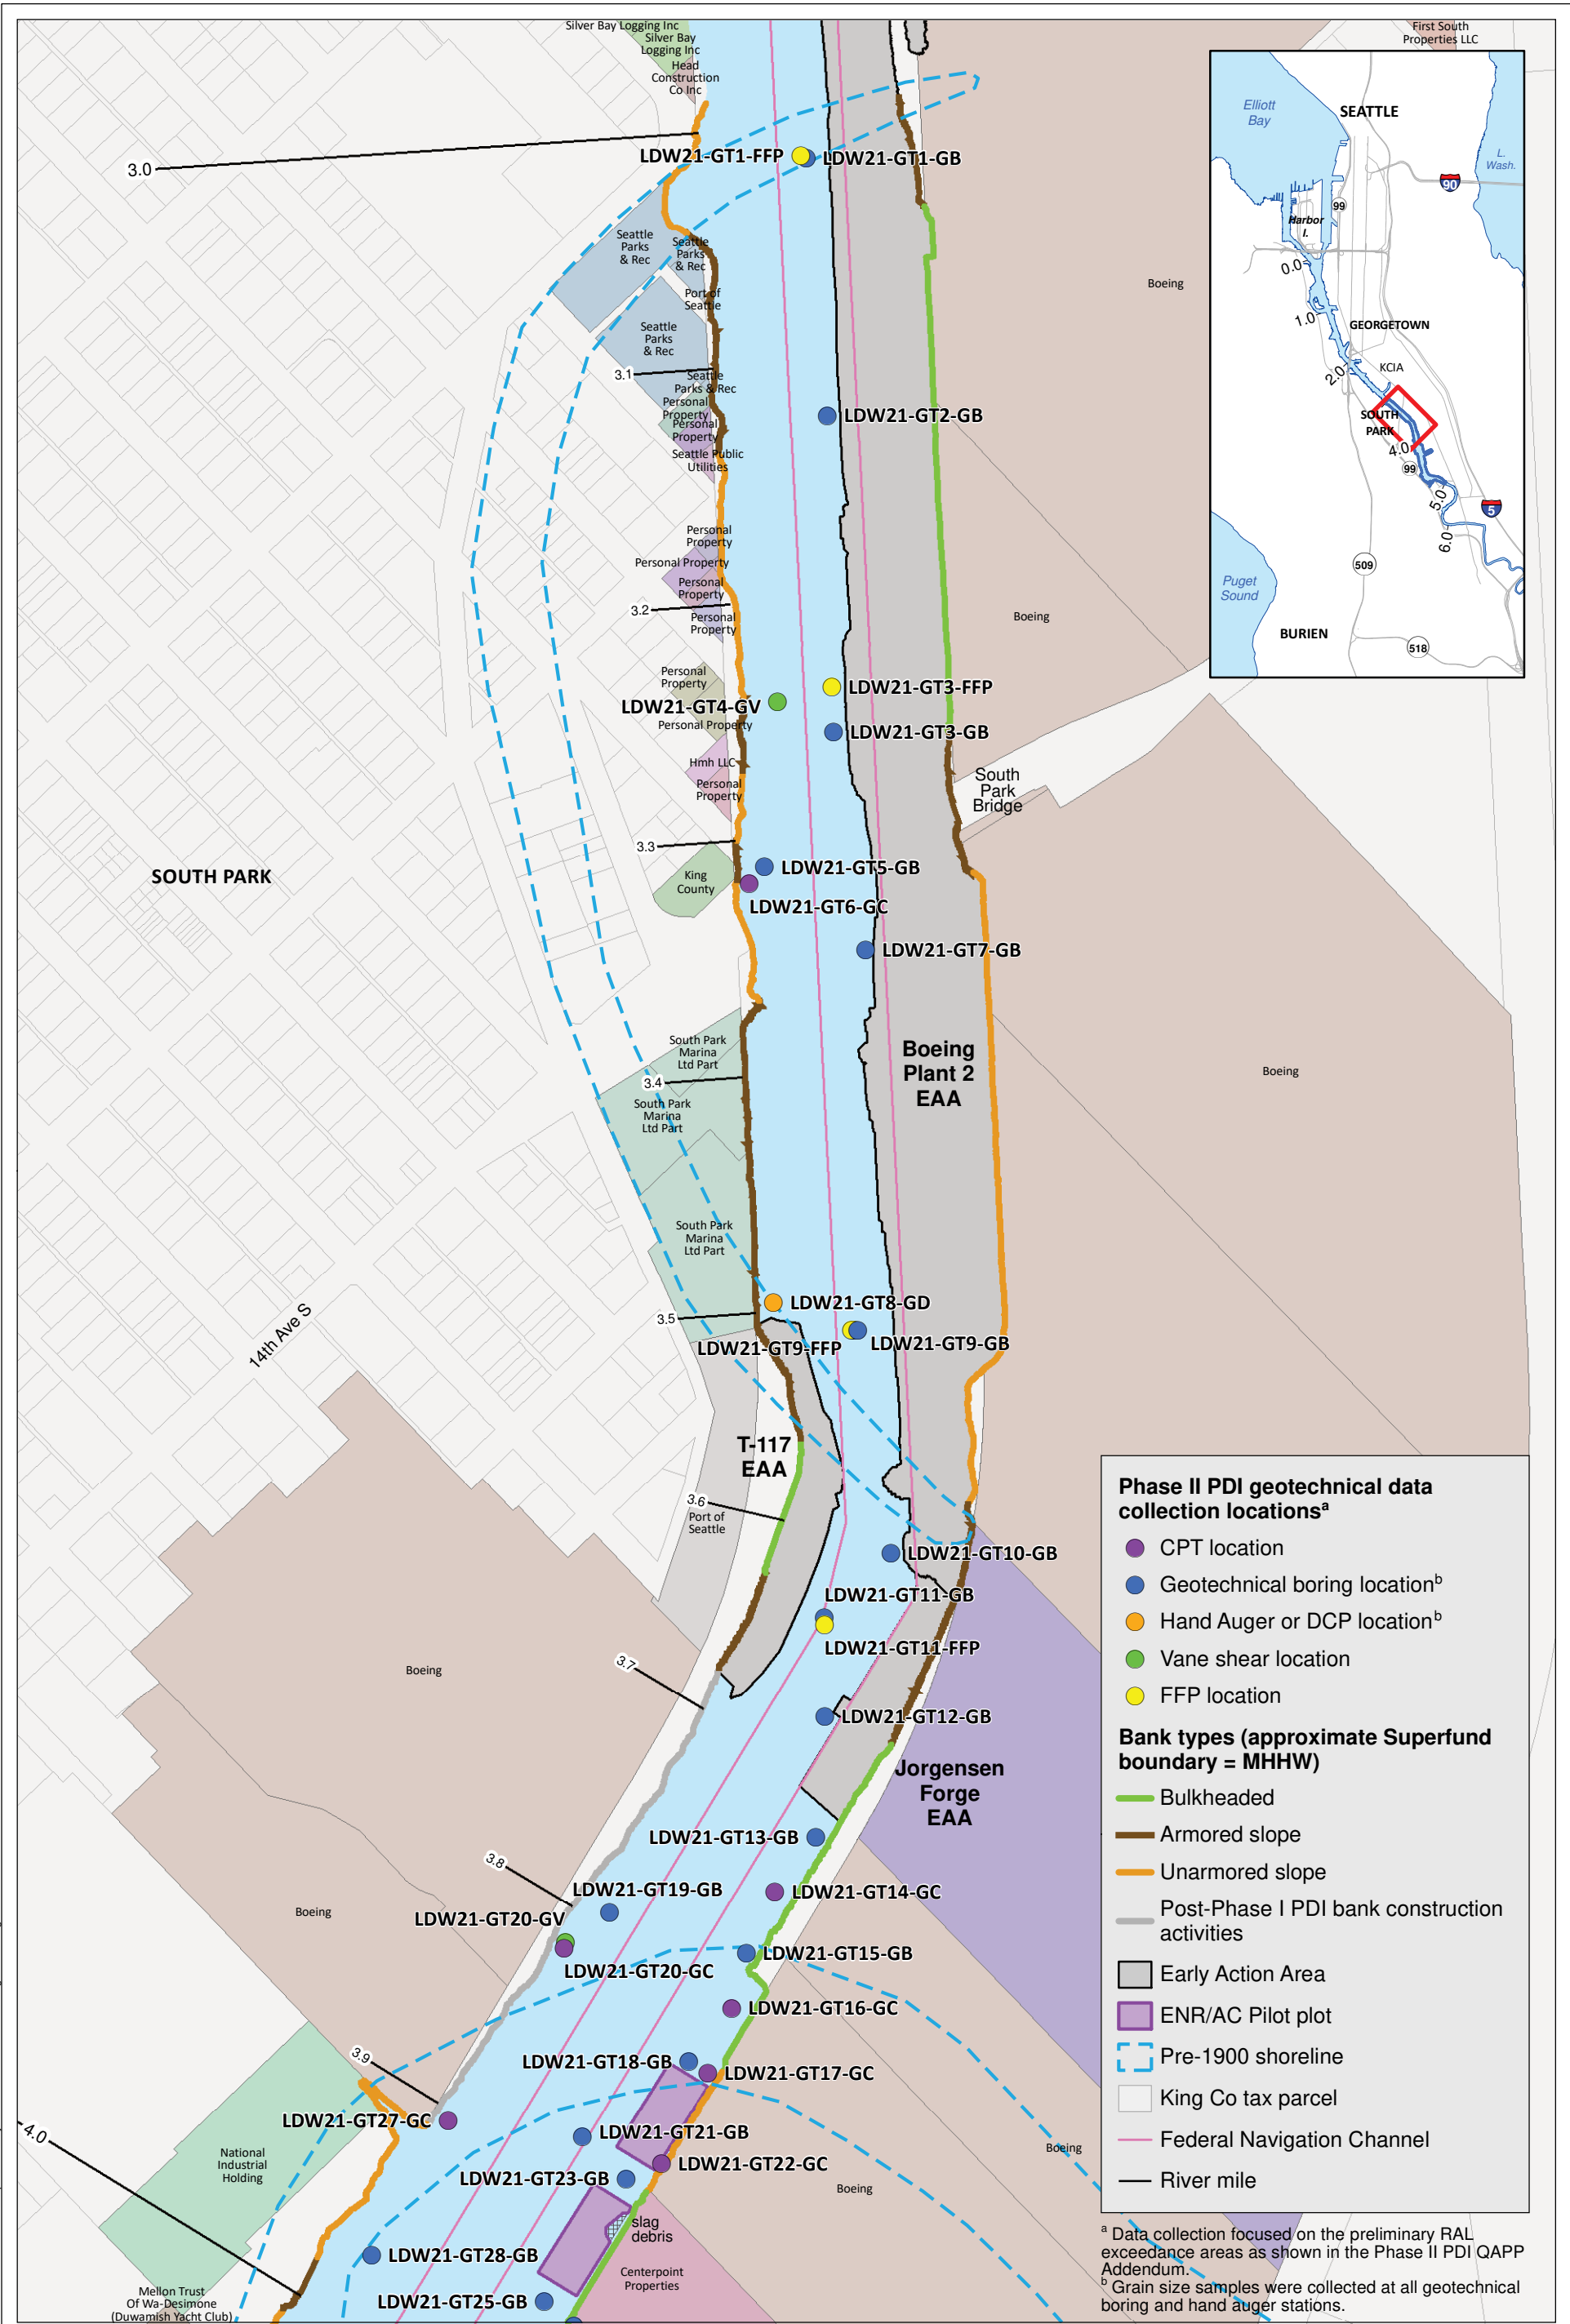 Silver Bay Logging Inc
Silver Bay
Logging Inc
Head
Construction
Co Inc
First South
Properties LLC
3.0
LDW21-GT1-FFP
LDW21-GT1-GB
Seattle
Parks
& Rec
Seattle
Parks
& Rec
Port of
Seattle
Seattle
Parks
& Rec
3.1
Seattle
Parks & Rec
Personal
Property
Personal
Property
Seattle Public
Utilities
LDW21-GT2-GB
Boeing
Personal
Property
Personal Property
Personal
Property
3.2
Personal
Property
Boeing
Personal
Property
LDW21-GT3-FFP
LDW21-GT4-GV
Personal Property
LDW21-GT3-GB
Hmh LLC
Personal
Property
South
Park
Bridge
3.3
SOUTH PARK
King
County
LDW21-GT5-GB
LDW21-GT6-GC
LDW21-GT7-GB
South Park
Marina
Ltd Part
3.4
South Park
Marina
Ltd Part
Boeing
Plant 2
EAA
Boeing
South Park
Marina
Ltd Part
LDW21-GT8-GD
3.5
LDW21-GT9-FFP
LDW21-GT9-GB
14th Ave S
T-117
EAA
3.6
Port of
Seattle
LDW21-GT10-GB
LDW21-GT11-GB
LDW21-GT11-FFP
3.7
Boeing
LDW21-GT12-GB
Jorgensen
Forge
EAA
LDW21-GT13-GB
3.8
LDW21-GT19-GB
LDW21-GT14-GC
Boeing
LDW21-GT20-GV
LDW21-GT20-GC
LDW21-GT15-GB
LDW21-GT16-GC
3.9
LDW21-GT18-GB
LDW21-GT17-GC
LDW21-GT27-GC
4.0
LDW21-GT21-GB
National
Industrial
Holding
LDW21-GT22-GC
LDW21-GT23-GB
Boeing
Boeing
slag
debris
LDW21-GT28-GB
Centerpoint
Properties
LDW21-GT25-GB
Mellon Trust
Of Wa-Desimone
(Duwamish Yacht Club)
Elliott
Bay
SEATTLE
L.
Wash.
90
99
Harbor
I.
0.0
1.0
GEORGETOWN
2.0
KCIA
SOUTH
PARK
4.0
99
5.0
5
6.0
509
Puget
Sound
BURIEN
518
Phase II PDI geotechnical data
collection locationsa
CPT location
Geotechnical boring locationb
Hand Auger or DCP locationb
Vane shear location
FFP location
Bank types (approximate Superfund
boundary = MHHW)
Bulkheaded
Armored slope
Unarmored slope
Post-Phase I PDI bank construction
activities
Early Action Area
ENR/AC Pilot plot
Pre-1900 shoreline
King Co tax parcel
Federal Navigation Channel
River mile
a Data collection focused on the preliminary RAL
exceedance areas as shown in the Phase II PDI QAPP
Addendum.
b Grain size samples were collected at all geotechnical
boring and hand auger stations.